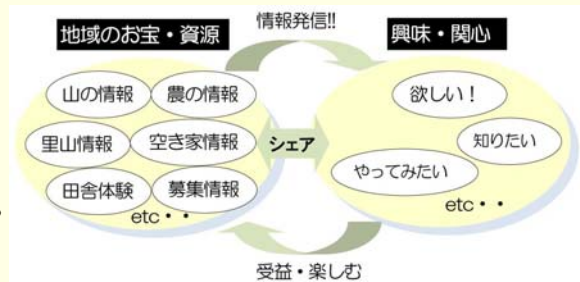 情報発信!!
地域のお宝・資源
興味・関心
山の情報
農の情報
欲しい！
里山情報
空き家情報
シェア
知りたい
やってみたい
田舎体験
募集情報
etc・・
etc・・
受益・楽しむ